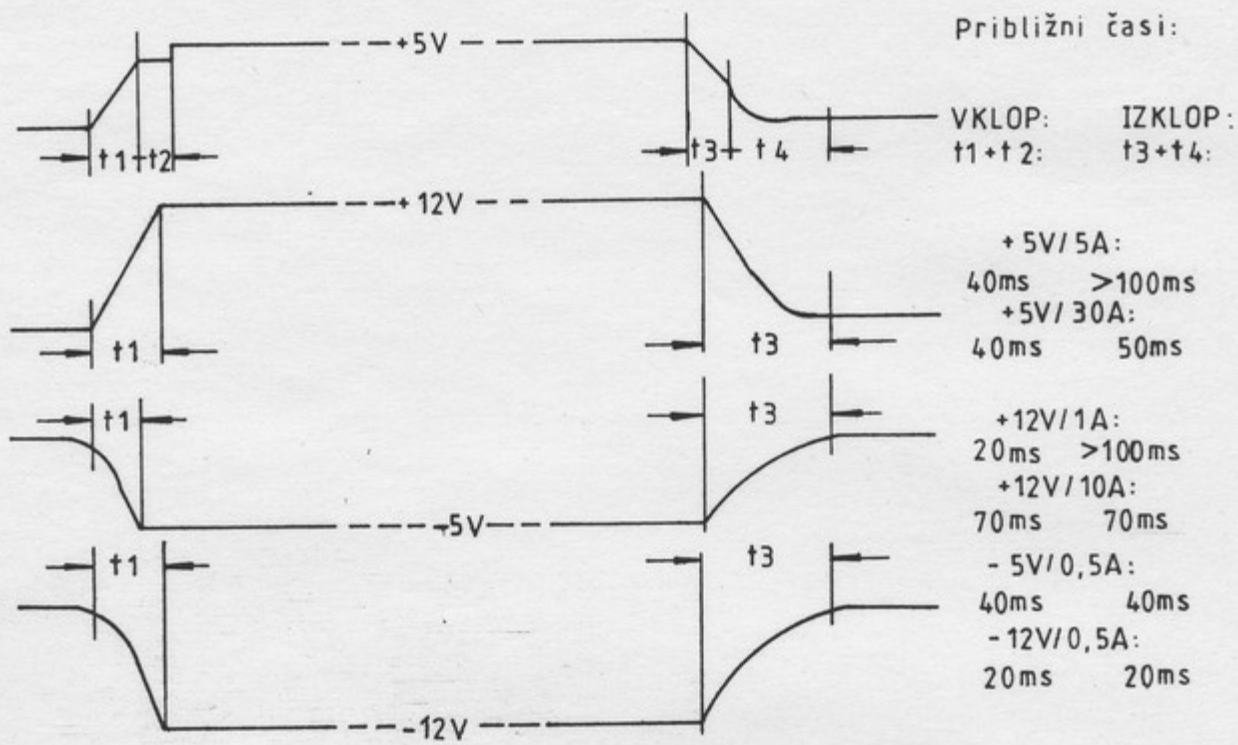 Približni časi:
+5V
VKLOP: IZKLOP:
t1+t2: t3+t4:
t1 t2 t3 t4
+12V
+5V/5A:
40ms >100ms
+5V/30A:
40ms 50ms
t1 t3
t1 t3
+12V/1A:
20ms >100ms
+12V/10A:
70ms 70ms
+5V
t1 t3
-5V/0,5A:
40ms 40ms
-12V/0,5A:
20ms 20ms
-12V